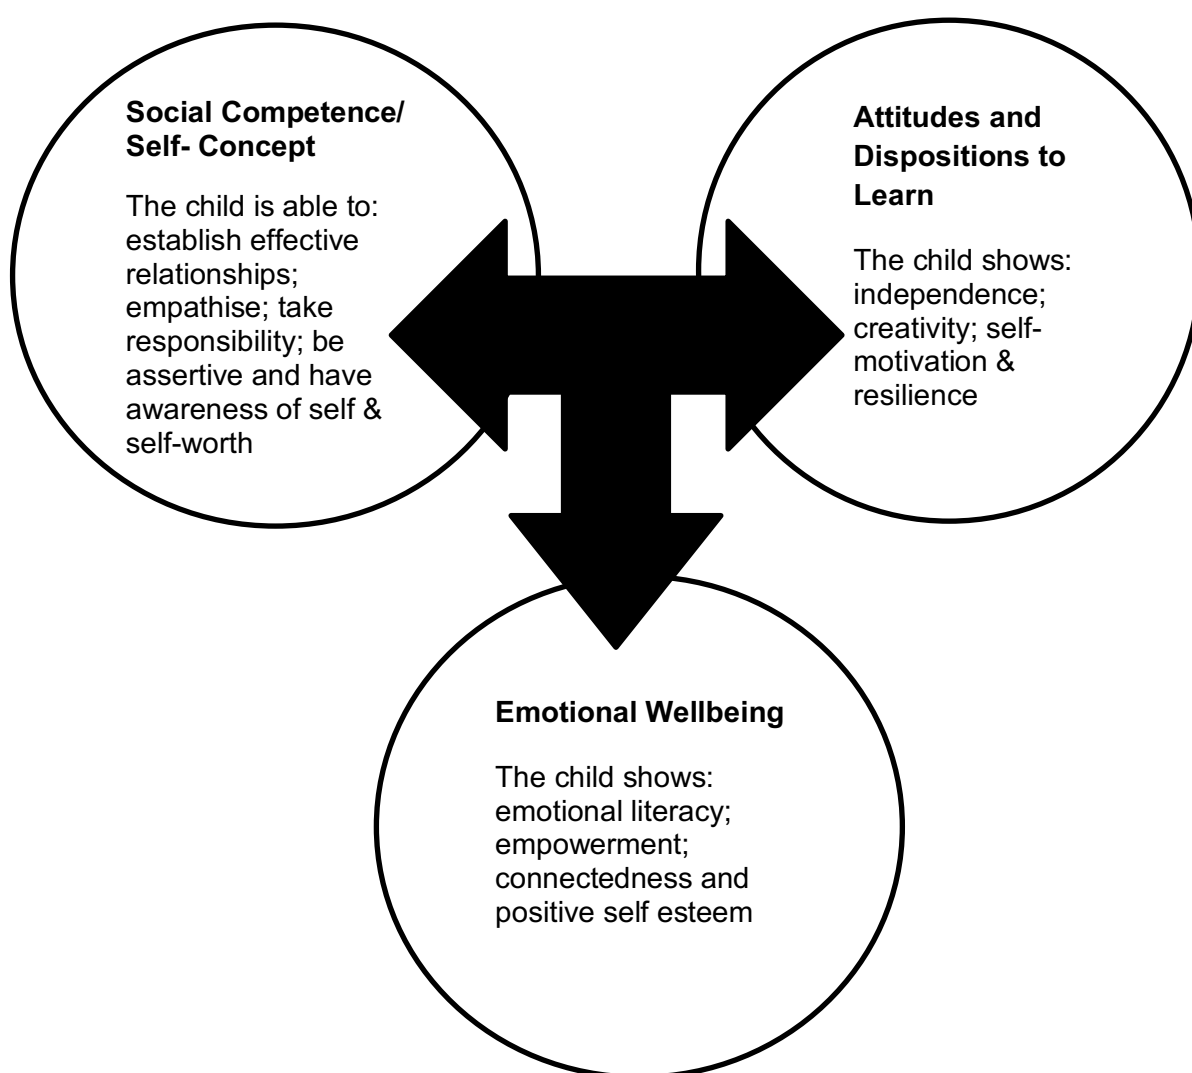 Social Competence/
Self- Concept
The child is able to:
establish effective
relationships;
empathise; take
responsibility; be
assertive and have
awareness of self &
self-worth
Attitudes and
Dispositions to
Learn
The child shows:
independence;
creativity; self-
motivation &
resilience
Emotional Wellbeing
The child shows:
emotional literacy;
empowerment;
connectedness and
positive self esteem